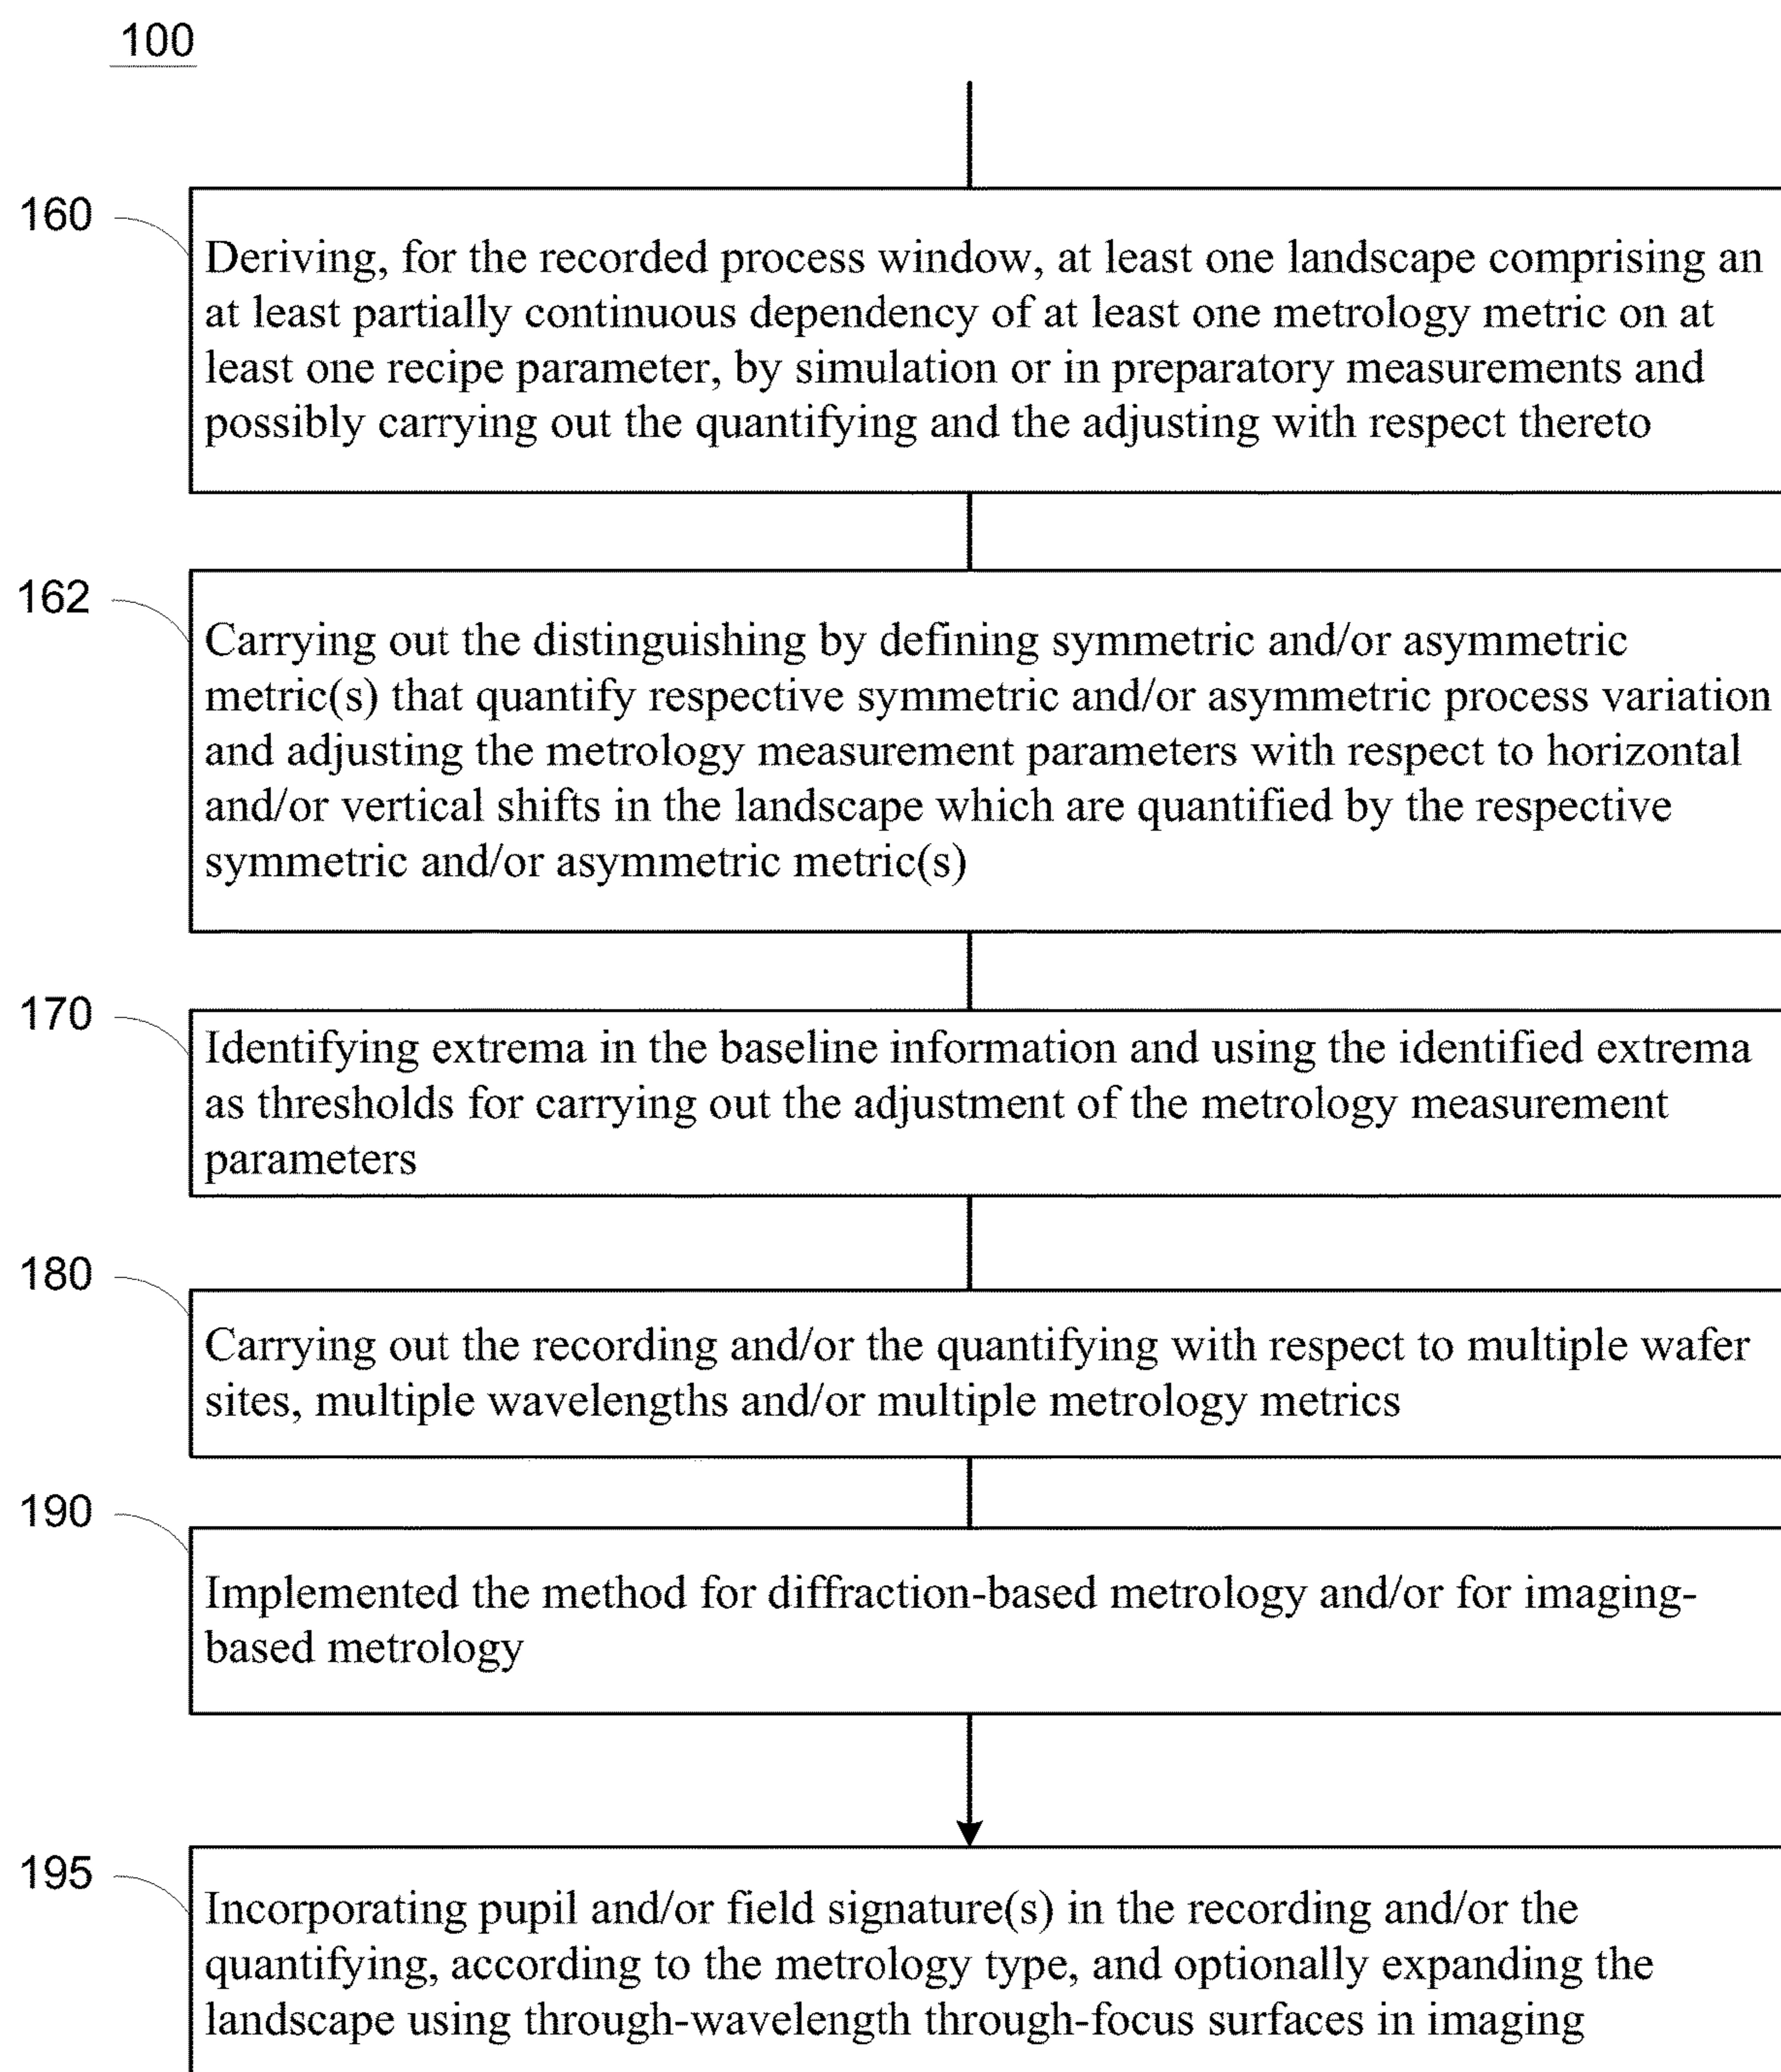 100
160
Deriving, for the recorded process window, at least one landscape comprising an
at least partially continuous dependency of at least one metrology metric on at
least one recipe parameter, by simulation or in preparatory measurements and
possibly carrying out the quantifying and the adjusting with respect thereto
162
Carrying out the distinguishing by defining symmetric and/or asymmetric
metric(s) that quantify respective symmetric and/or asymmetric process variation
and adjusting the metrology measurement parameters with respect to horizontal
and/or vertical shifts in the landscape which are quantified by the respective
symmetric and/or asymmetric metric(s)
170
Identifying extrema in the baseline information and using the identified extrema
as thresholds for carrying out the adjustment of the metrology measurement
parameters
180
Carrying out the recording and/or the quantifying with respect to multiple wafer
sites, multiple wavelengths and/or multiple metrology metrics
190
Implemented the method for diffraction-based metrology and/or for imaging-
based metrology
195
Incorporating pupil and/or field signature(s) in the recording and/or the
quantifying, according to the metrology type, and optionally expanding the
landscape using through-wavelength through-focus surfaces in imaging